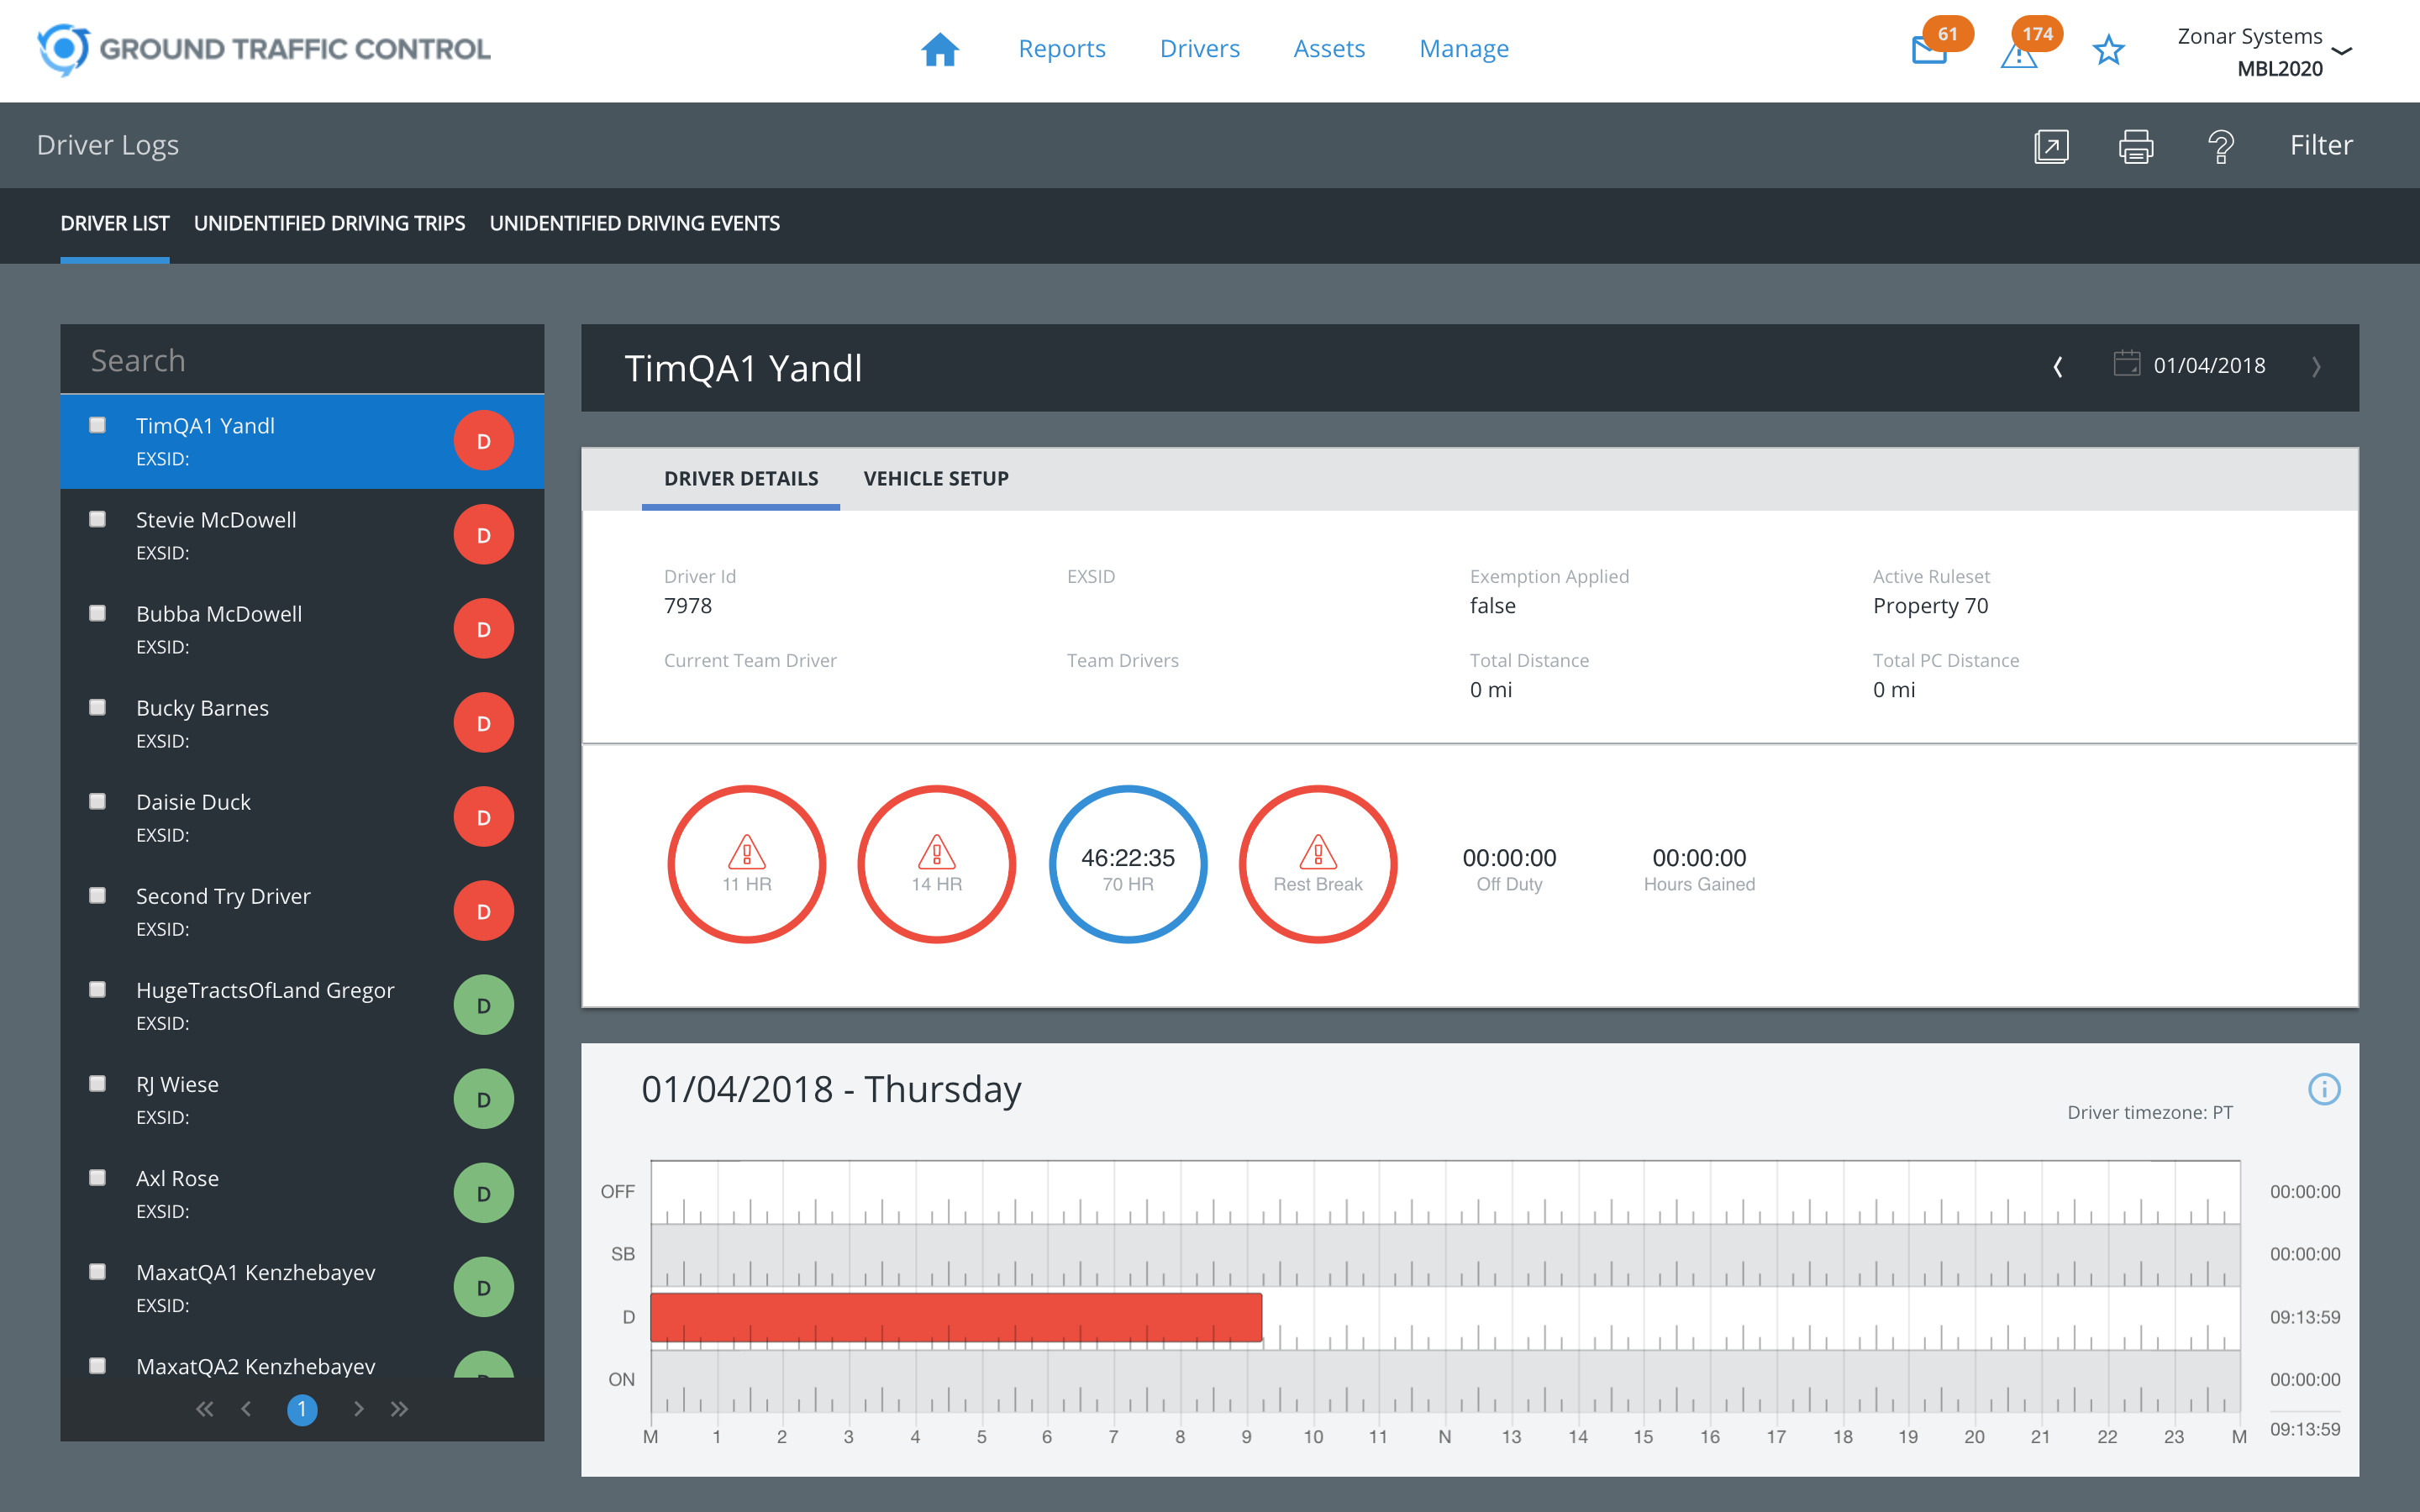 GROUND TRAFFIC CONTROL
Reports Drivers Assets Manage
61
174
Zonar Systems
MBL2020
Driver Logs
Filter
DRIVER LIST UNIDENTIFIED DRIVING TRIPS UNIDENTIFIED DRIVING EVENTS
Search
TimQA1 Yandl
EXSID:
D
Stevie McDowell
EXSID:
D
Bubba McDowell
EXSID:
D
Bucky Barnes
EXSID:
D
Daisie Duck
EXSID:
D
Second Try Driver
EXSID:
D
HugeTractsOfLand Gregor
EXSID:
D
RJ Wiese
EXSID:
D
Axl Rose
EXSID:
D
MaxatQA1 Kenzhebayev
EXSID:
D
MaxatQA2 Kenzhebayev
D
1
TimQA1 Yandl
01/04/2018
DRIVER DETAILS VEHICLE SETUP
Driver Id
7978
EXSID
Exemption Applied
false
Active Ruleset
Property 70
Current Team Driver
Team Drivers
Total Distance
0 mi
Total PC Distance
0 mi
11 HR
14 HR
46:22:35
70 HR
Rest Break
00:00:00
Off Duty
00:00:00
Hours Gained
01/04/2018 - Thursday
Driver timezone: PT
OFF 00:00:00
SB 00:00:00
D 09:13:59
ON 00:00:00
M 1 2 3 4 5 6 7 8 9 10 11 N 13 14 15 16 17 18 19 20 21 22 23 M
09:13:59